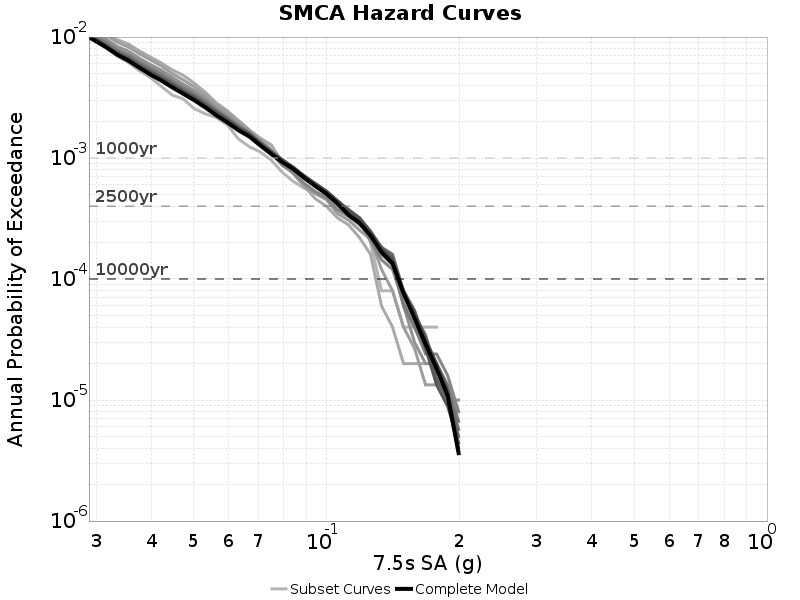 SMCA Hazard Curves
Annual Probability of Exceedance
10^-2
10^-3
10^-4
10^-5
10^-6
1000yr
2500yr
10000yr
3 4 5 6 7 10^-1 2 3 4 5 6 7 8 10^0
7.5s SA (g)
Subset Curves Complete Model